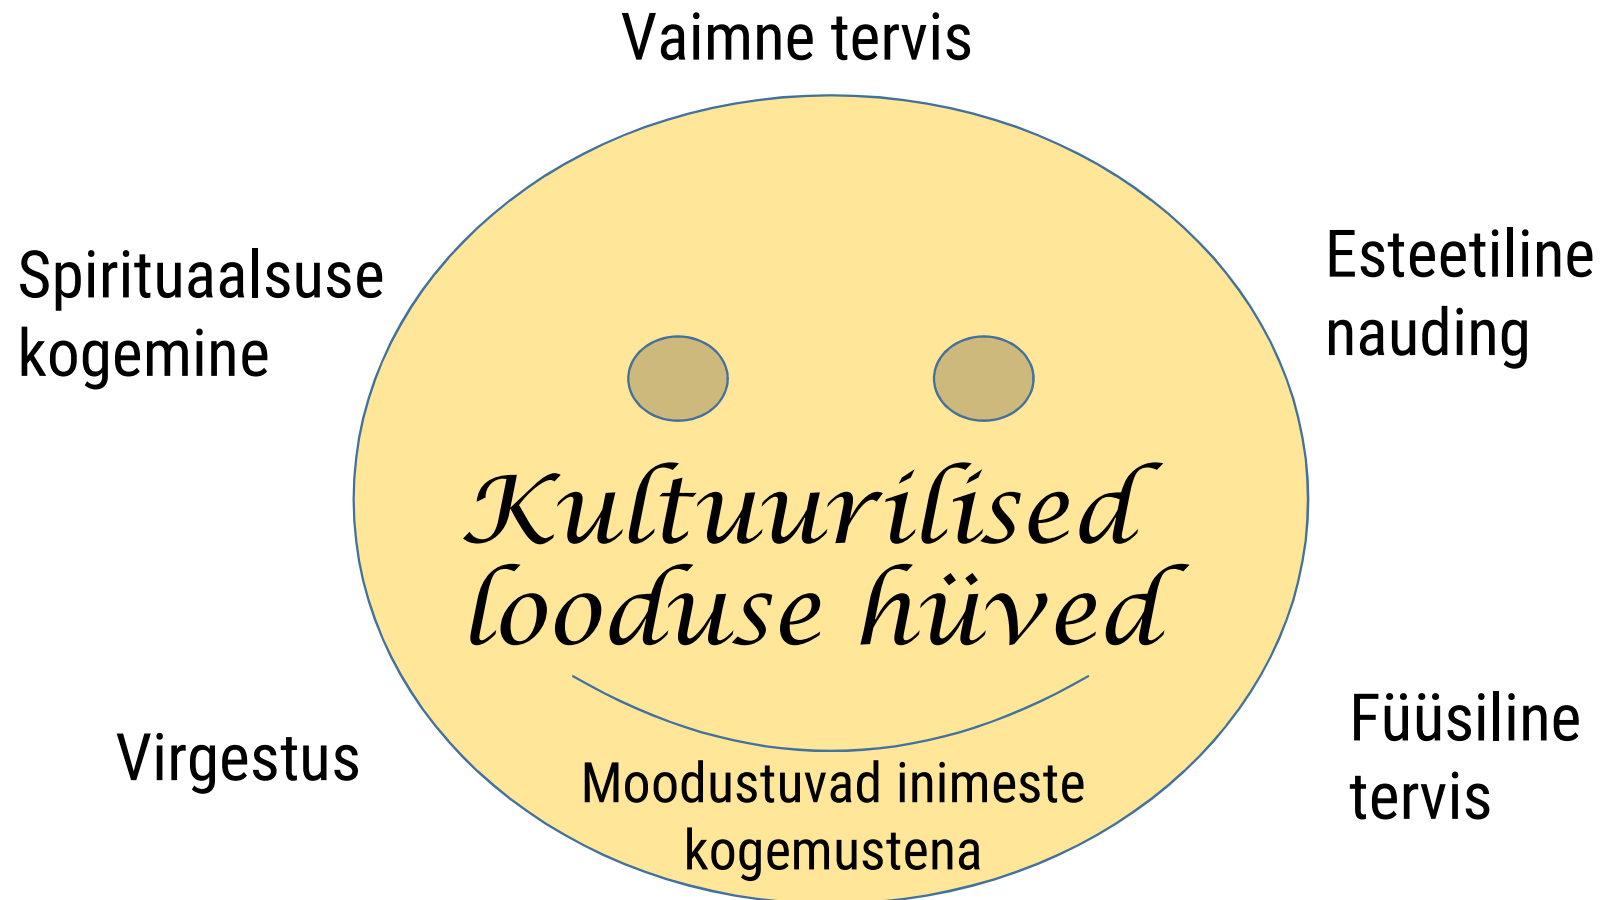 Vaimne tervis
Spirituaalsuse
kogemine
Esteetiline
nauding
Kultuurilised
looduse hüved
Virgestus
Füüsiline
tervis
Moodustuvad inimeste
kogemustena